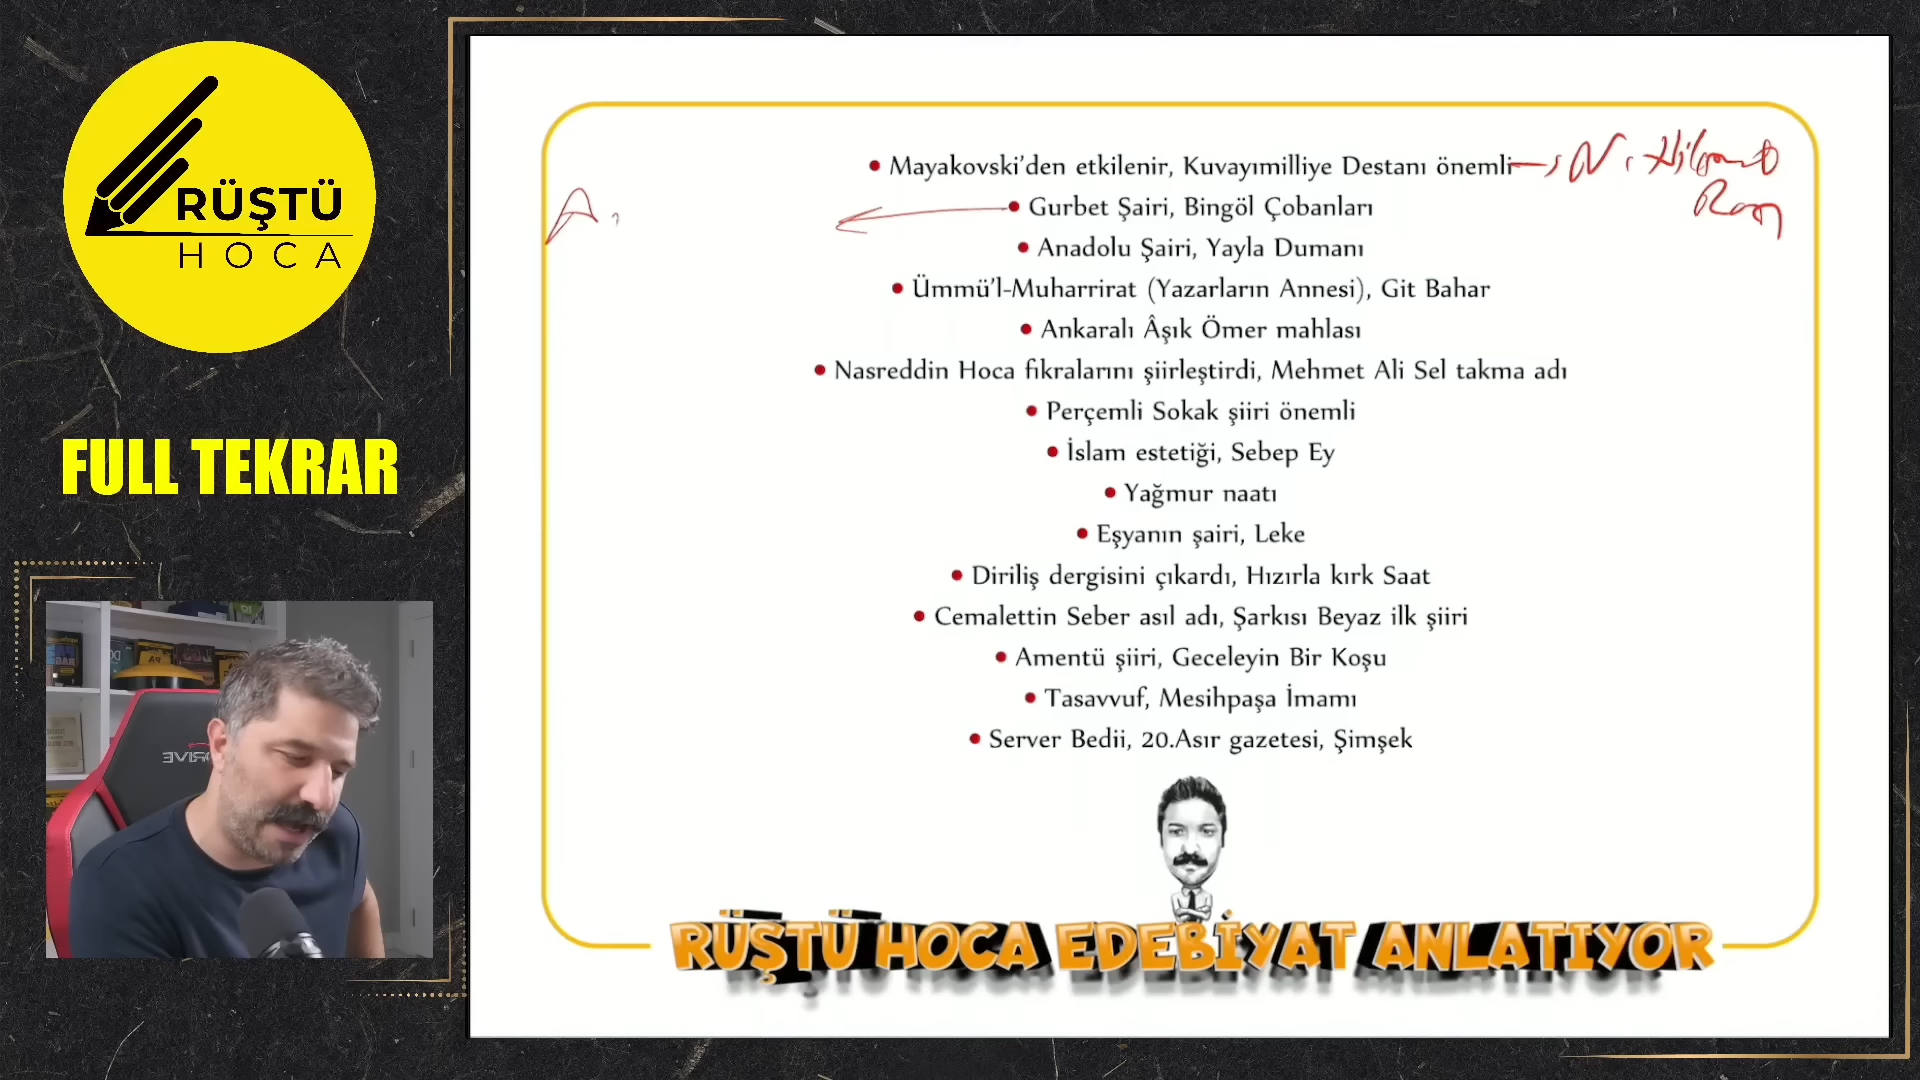 RÜŞTÜ
HOCA
FULL TEKRAR
• Mayakovski'den etkilenir, Kuvayımilliye Destanı önemli → N. Hikmet
Ran
A.
• Gurbet Şairi, Bingöl Çobanları
• Anadolu Şairi, Yayla Dumanı
• Ümmü'l-Muharrirat (Yazarların Annesi), Git Bahar
• Ankaralı Âşık Ömer mahlası
• Nasreddin Hoca fıkralarını şiirleştirdi, Mehmet Ali Sel takma adı
• Perçemli Sokak şiiri önemli
• İslam estetiği, Sebep Ey
• Yağmur naatı
• Eşyanın şairi, Leke
• Diriliş dergisini çıkardı, Hızırla kırk Saat
• Cemalettin Seber asıl adı, Şarkısı Beyaz ilk şiiri
• Amentü şiiri, Geceleyin Bir Koşu
• Tasavvuf, Mesihpaşa İmamı
• Server Bedii, 20.Asır gazetesi, Şimşek
RÜŞTÜ HOCA EDEBİYAT ANLATIYOR